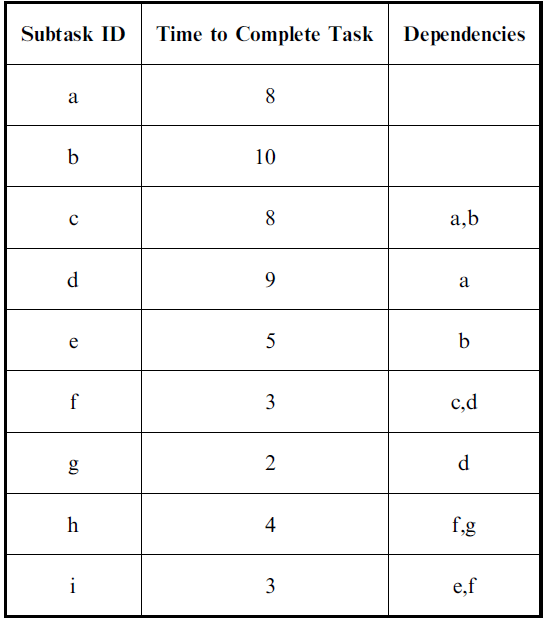 Subtask ID Time to Complete Task Dependencies
a 8
b 10
c 8 a,b
d 9 a
e 5 b
f 3 c,d
g 2 d
h 4 f,g
i 3 e,f